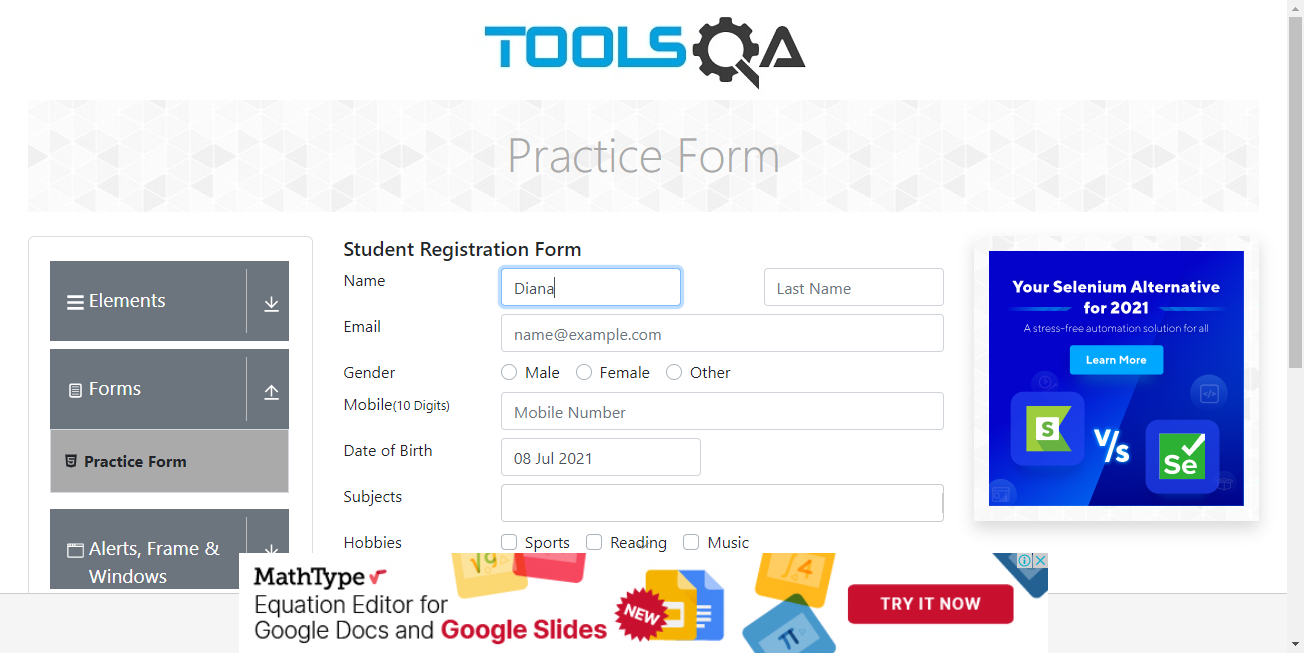 TOOLSQA
Practice Form
Elements
Forms
Practice Form
Alerts, Frame &
Windows
Student Registration Form
Name
Diana
Last Name
Email
name@example.com
Gender
Male
Female
Other
Mobile(10 Digits)
Mobile Number
Date of Birth
08 Jul 2021
Subjects
Hobbies
Sports
Reading
Music
Your Selenium Alternative
for 2021
A stress-free automation solution for all
Learn More
S
V/s
Se
MathType
Equation Editor for
Google Docs and Google Slides
√9
NEW
√4
π
TRY IT NOW